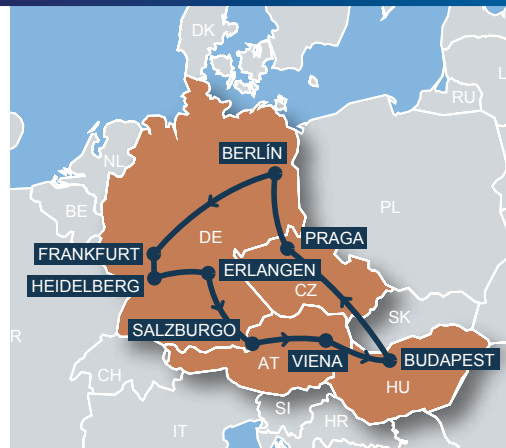 DK
L
RU
BERLÍN
NL
PL
BE
DE
PRAGA
FRANKFURT
ERLANGEN
HEIDELBERG
CZ
SK
R
SALZBURGO
VIENA
BUDAPEST
AT
CH
HU
SI
HR
IT